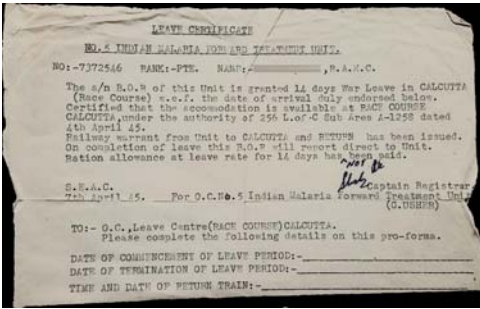 LEAVE CERTIFICATE
NO.5 INDIAN MALARIA FORWARD TREATMENT UNIT.
NO:-7372546 RANK:-PTE. NAME:- ,R.A.M.C.
The a/n B.O.R of this Unit is granted 14 days War Leave in CALCUTTA
(Race Course) w.e.f. the date of arrival duly endorsed below.
Certified that the accommodation is available at RACE COURSE
CALCUTTA,under the authority of 256 L.of-C Sub Area A-1258 dated
4th April 45.
Railway warrant from Unit to CALCUTTA and RETURN has been issued.
On completion of leave this B.O.R will report direct to Unit.
Ration allowance at leave rate for 14 days has NOT been paid.
S.E.A.C. Captain Registrar
7th April 45. For O.C.No.5 Indian Malaria Forward Treatment Unit
(G.USHER)
TO:- O.C.,Leave Centre(RACE COURSE)CALCUTTA.
Please complete the following details on this pro-forma.
DATE OF COMMENCEMENT OF LEAVE PERIOD:-
DATE OF TERMINATION OF LEAVE PERIOD:-
TIME AND DATE OF RETURN TRAIN:-